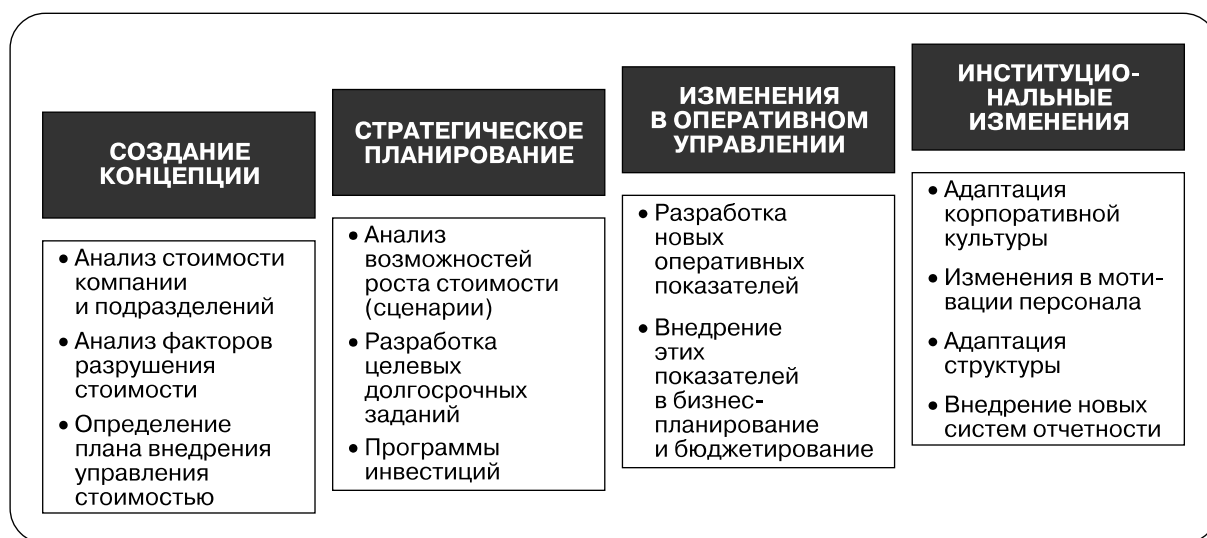 СОЗДАНИЕ
КОНЦЕПЦИИ
• Анализ стоимости
компании
и подразделений
• Анализ факторов
разрушения
стоимости
• Определение
плана внедрения
управления
стоимостью
СТРАТЕГИЧЕСКОЕ
ПЛАНИРОВАНИЕ
• Анализ
возможностей
роста стоимости
(сценарии)
• Разработка
целевых
долгосрочных
заданий
• Программы
инвестиций
ИЗМЕНЕНИЯ
В ОПЕРАТИВНОМ
УПРАВЛЕНИИ
• Разработка
новых
оперативных
показателей
• Внедрение
этих
показателей
в бизнес-
планирование
и бюджетирование
ИНСТИТУЦИО-
НАЛЬНЫЕ
ИЗМЕНЕНИЯ
• Адаптация
корпоративной
культуры
• Изменения в моти-
вации персонала
• Адаптация
структуры
• Внедрение новых
систем отчетности